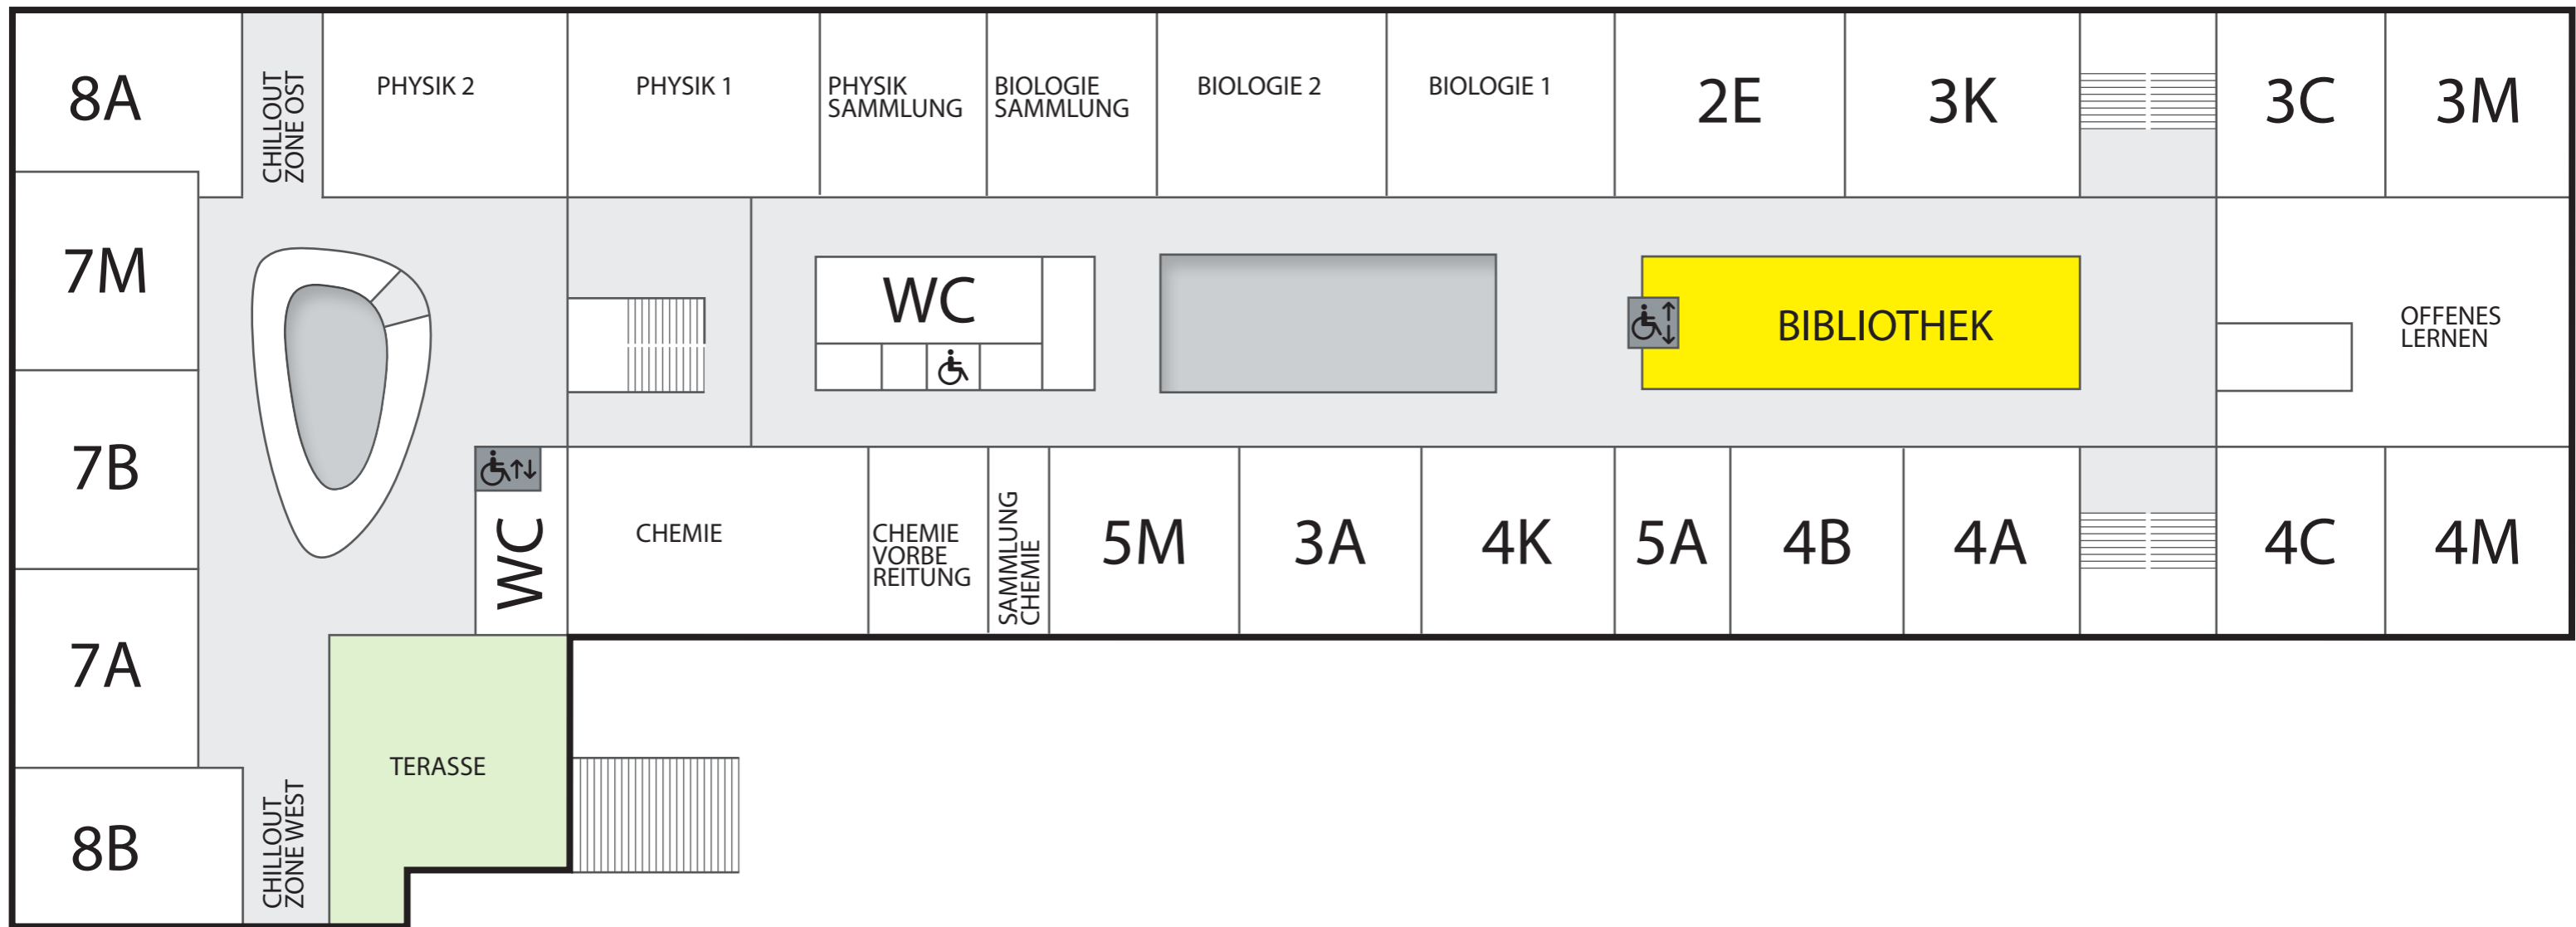 8A
CHILLOUT
ZONE OST
PHYSIK 2
PHYSIK 1
PHYSIK
SAMMLUNG
BIOLOGIE
SAMMLUNG
BIOLOGIE 2
BIOLOGIE 1
2E
3K
3C
3M
7M
WC
BIBLIOTHEK
OFFENES
LERNEN
7B
WC
CHEMIE
CHEMIE
VORBE
REITUNG
SAMMLUNG
CHEMIE
5M
3A
4K
5A
4B
4A
4C
4M
7A
TERASSE
8B
CHILLOUT
ZONE WEST